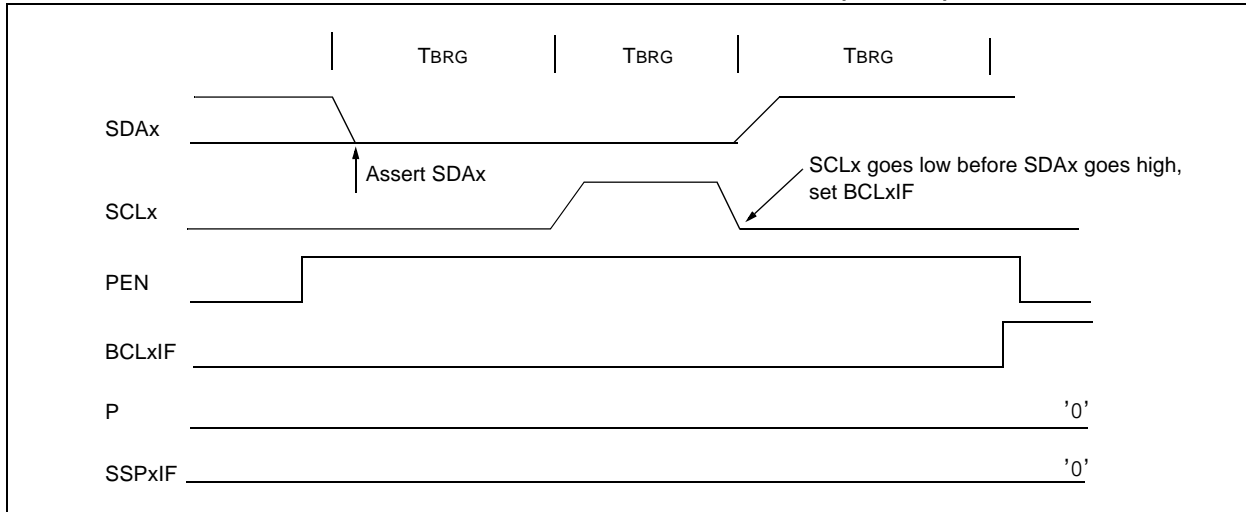 TBRG TBRG TBRG
SDAx
Assert SDAx
SCLx goes low before SDAx goes high,
set BCLxIF
SCLx
PEN
BCLxIF
P '0'
SSPxIF '0'